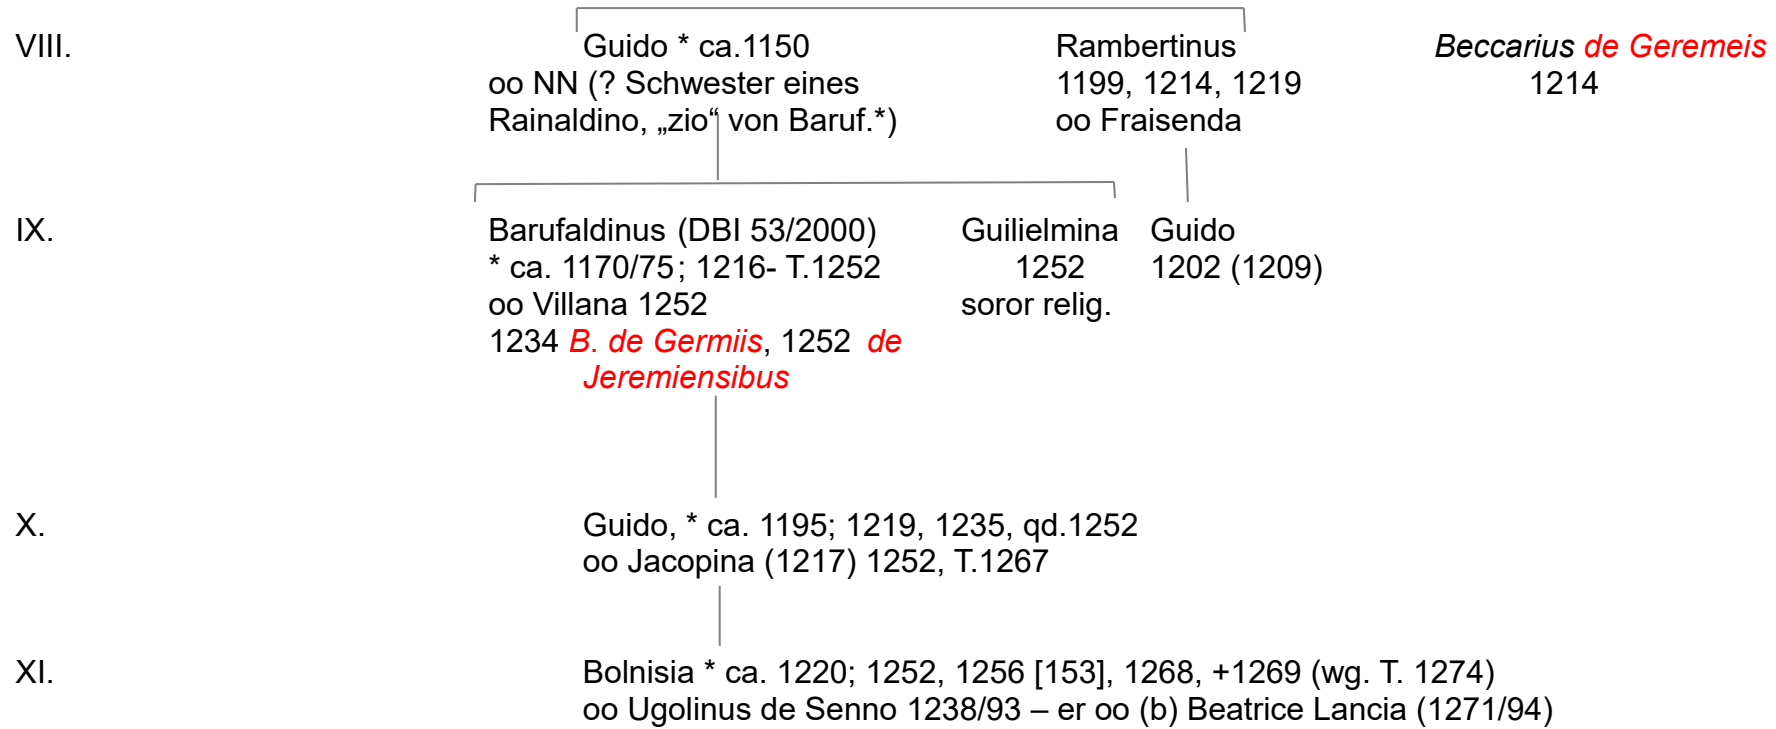 VIII. Guido * ca.1150 Rambertinus Beccarius de Geremeis
oo NN (? Schwester eines 1199, 1214, 1219 1214
Rainaldino, „zio“ von Baruf.*) oo Fraisenda
IX. Barufaldinus (DBI 53/2000) Guilielmina Guido
* ca. 1170/75; 1216- T.1252 1252 1202 (1209)
oo Villana 1252 soror relig.
1234 B. de Germiis, 1252 de
Jeremiensibus
X. Guido, * ca. 1195; 1219, 1235, qd.1252
oo Jacopina (1217) 1252, T.1267
XI. Bolnisia * ca. 1220; 1252, 1256 [153], 1268, +1269 (wg. T. 1274)
oo Ugolinus de Senno 1238/93 – er oo (b) Beatrice Lancia (1271/94)